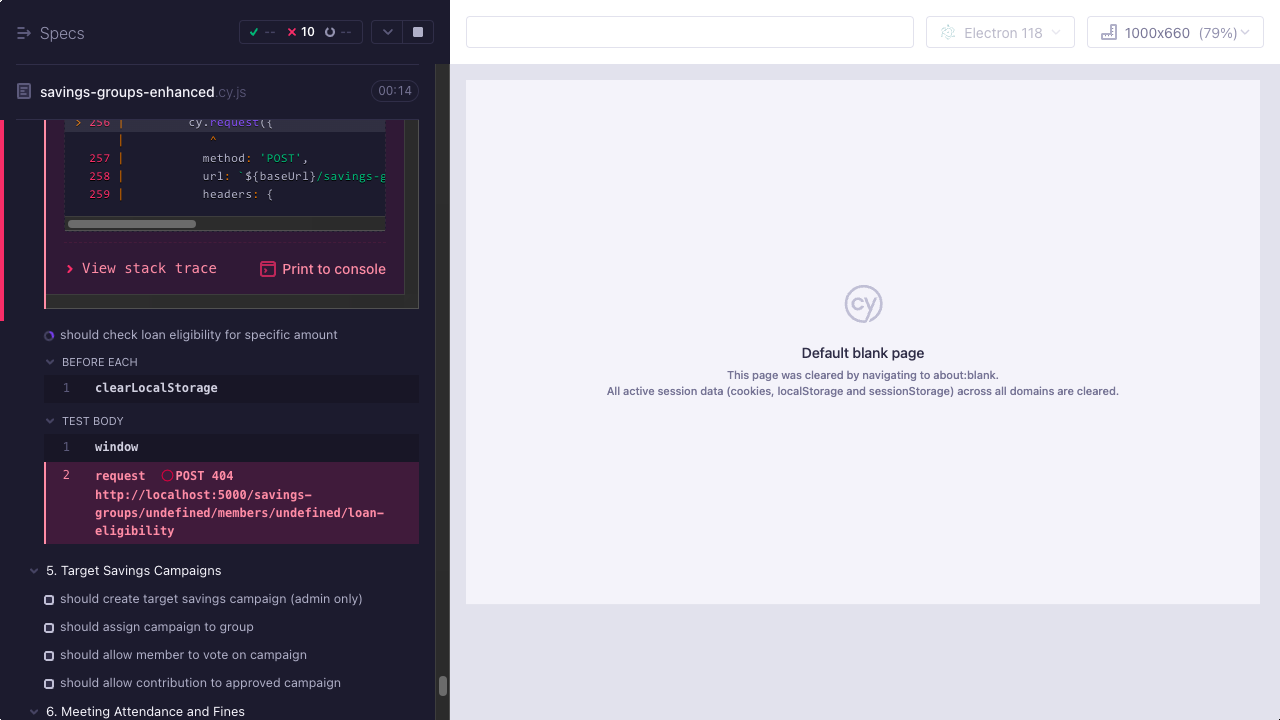 Specs
--
10
--
Electron 118
1000x660 (79%)
savings-groups-enhanced.cy.js
00:14
> 256 | cy.request({
| ^
257 | method: 'POST',
258 | url: `${baseUrl}/savings-g
259 | headers: {
View stack trace
Print to console
should check loan eligibility for specific amount
BEFORE EACH
1 clearLocalStorage
TEST BODY
1 window
2 request POST 404
http://localhost:5000/savings-
groups/undefined/members/undefined/loan-
eligibility
5. Target Savings Campaigns
should create target savings campaign (admin only)
should assign campaign to group
should allow member to vote on campaign
should allow contribution to approved campaign
6. Meeting Attendance and Fines
cy
Default blank page
This page was cleared by navigating to about:blank.
All active session data (cookies, localStorage and sessionStorage) across all domains are cleared.